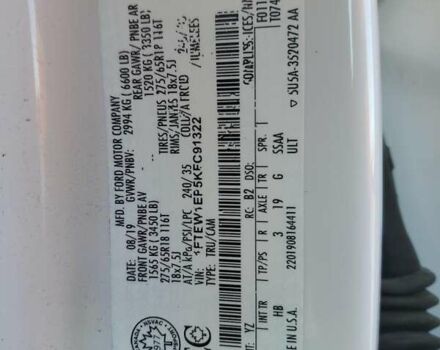 MFD. BY FORD MOTOR COMPANY
08/19 GVWR/PNBV: 2994 KG ( 6600 LB)
FRONT GAWR/ PNBE AV REAR GAWR/ PNBE AR
1565 KG ( 3450 LB) 1520 KG ( 3350 LB)
275/65R18 116T TIRES/PNEUS 275/65R18 116T
18x7.5J RIMS/JANTES 18x7.5J
AT/A kPa/PSI/LPC 240/ 35
VIN: 1FTEW1EP5KFC91322
TYPE: TRU/CAM
EXT PNT: YZ RC: B2 DSO:
INT TR TP/PS R AXLE TR SPR
HB 3 19 G SSAA
2201908164411 ULT
MADE IN U.S.A. ▽ 5U5A-3520472 AA